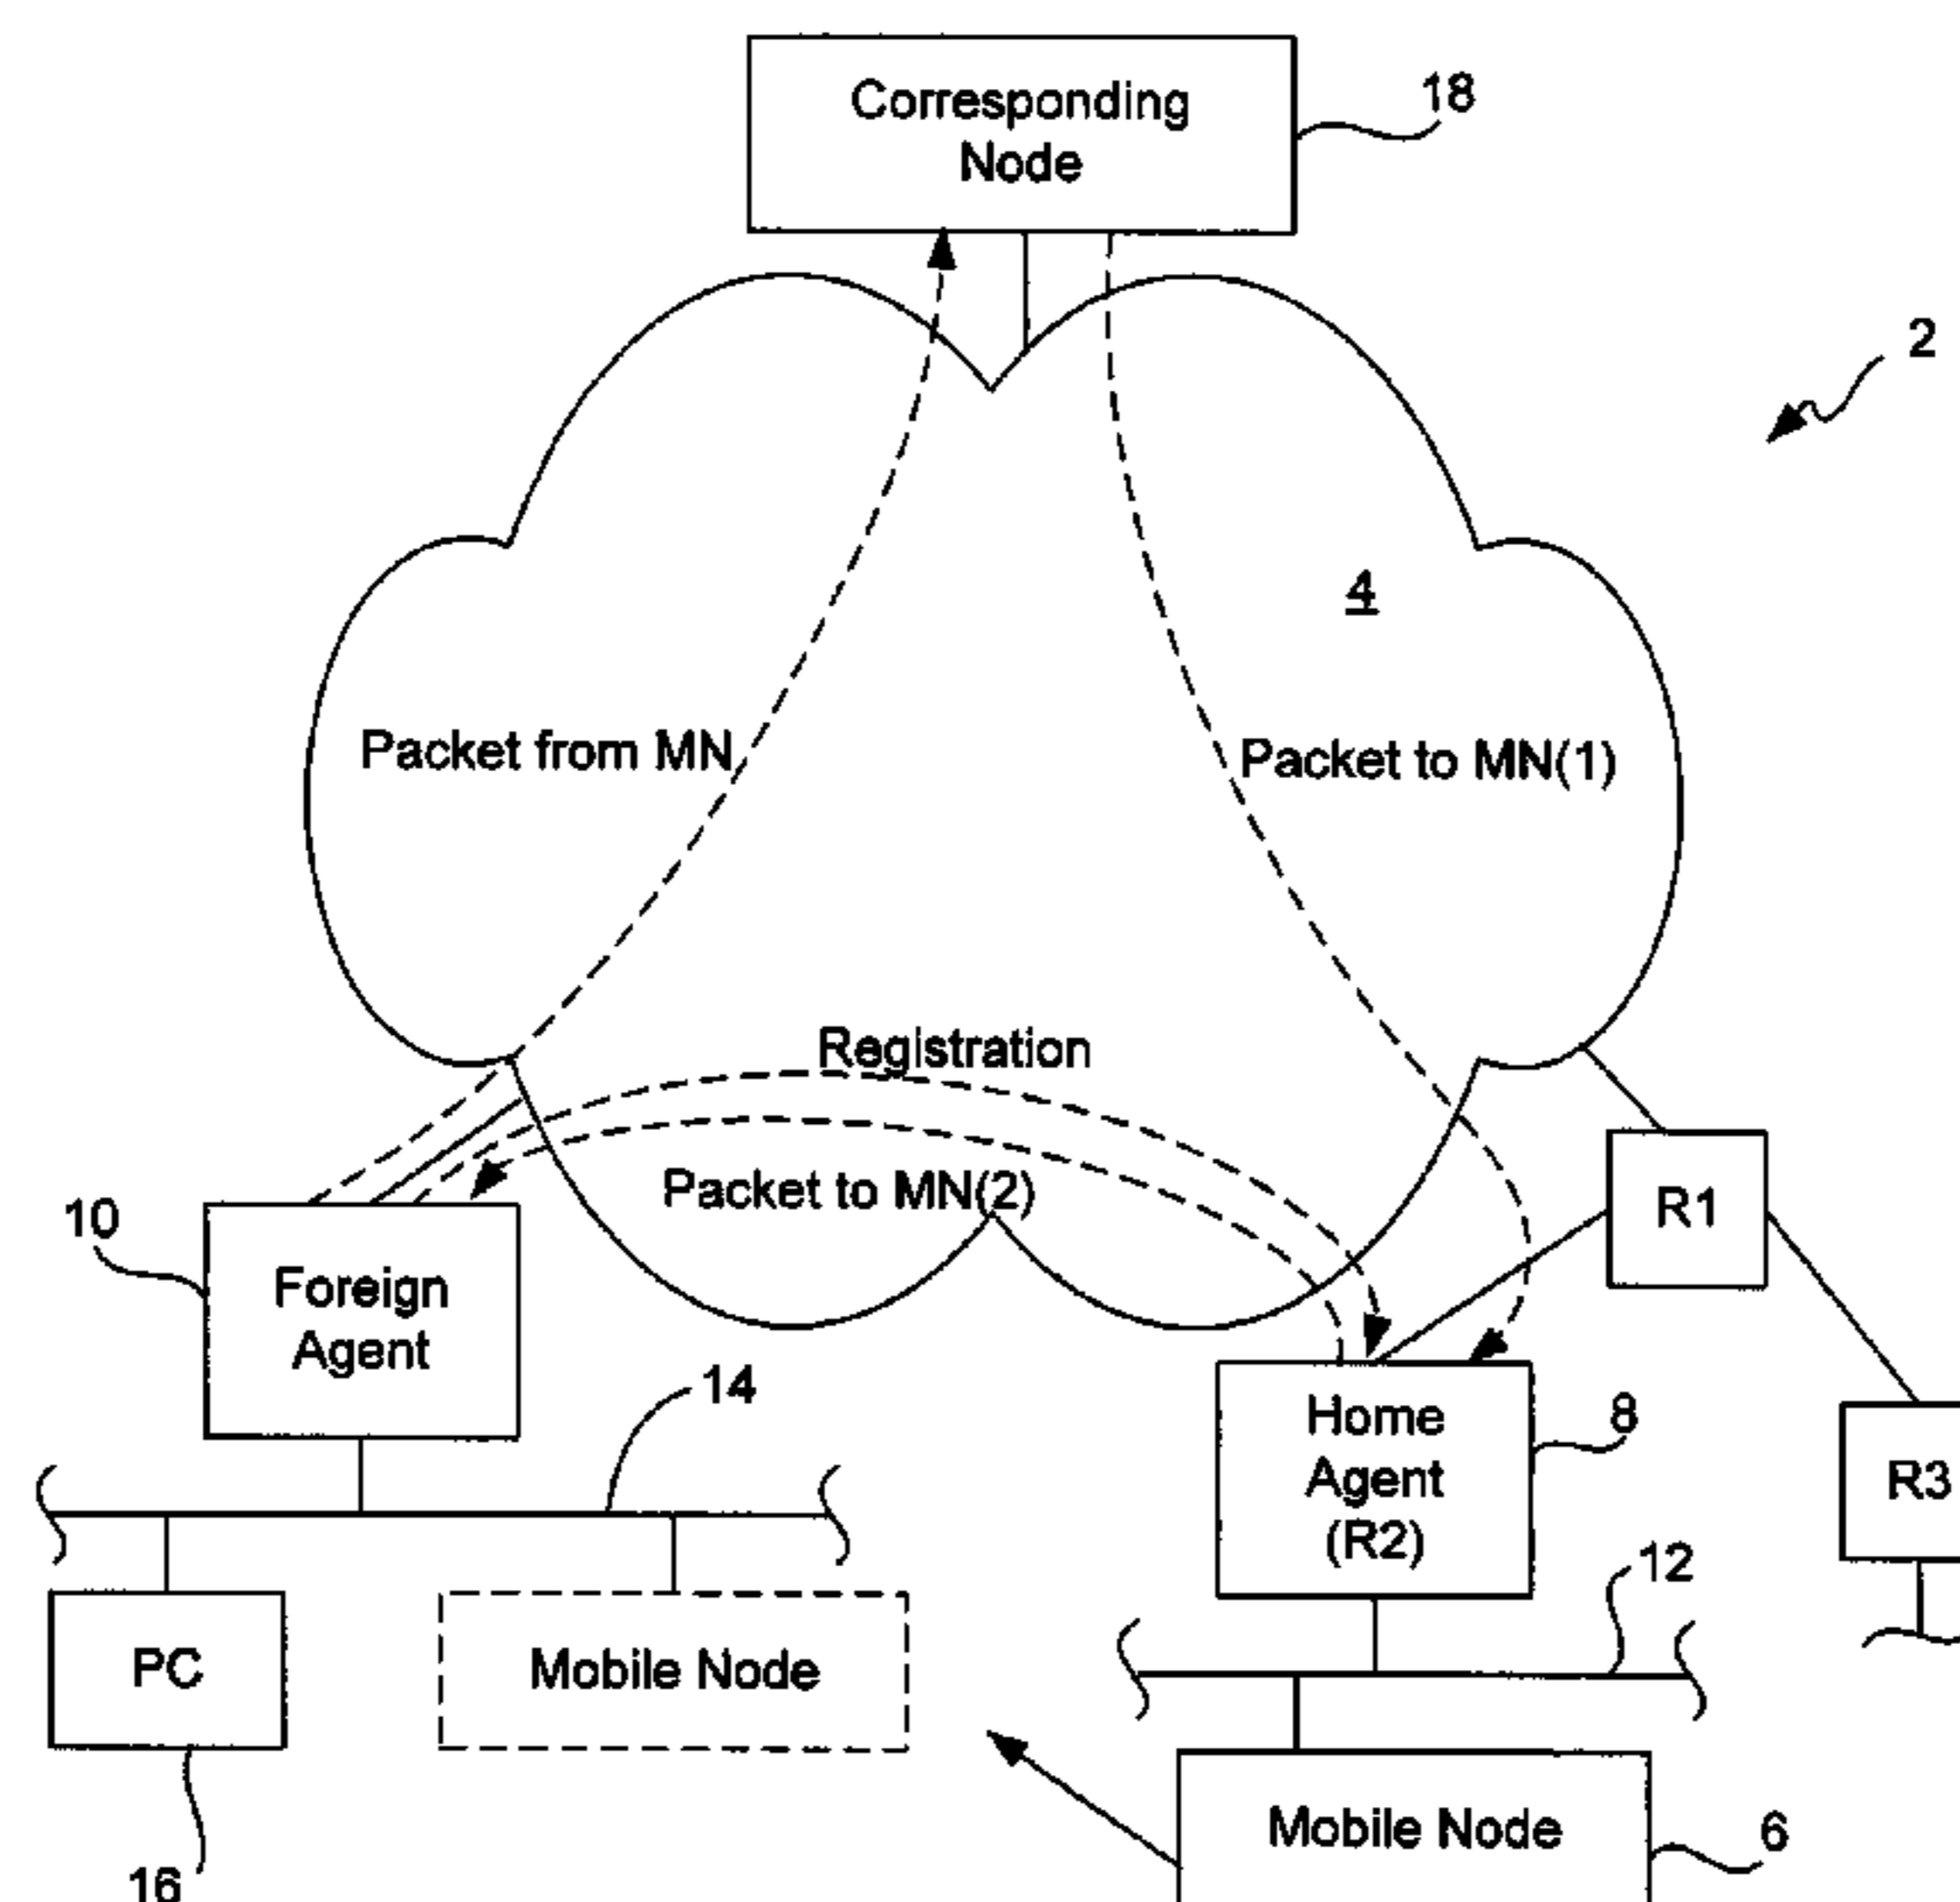 Corresponding
Node
18
2
4
Packet from MN
Packet to MN(1)
Registration
Packet to MN(2)
R1
10
Foreign
Agent
14
Home
Agent
(R2)
8
R3
12
PC
Mobile Node
Mobile Node
6
16